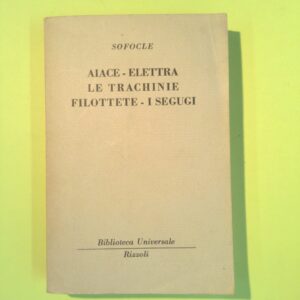 SOFOCLE
AIACE - ELETTRA
LE TRACHINIE
FILOTTETE - I SEGUGI
Biblioteca Universale
Rizzoli